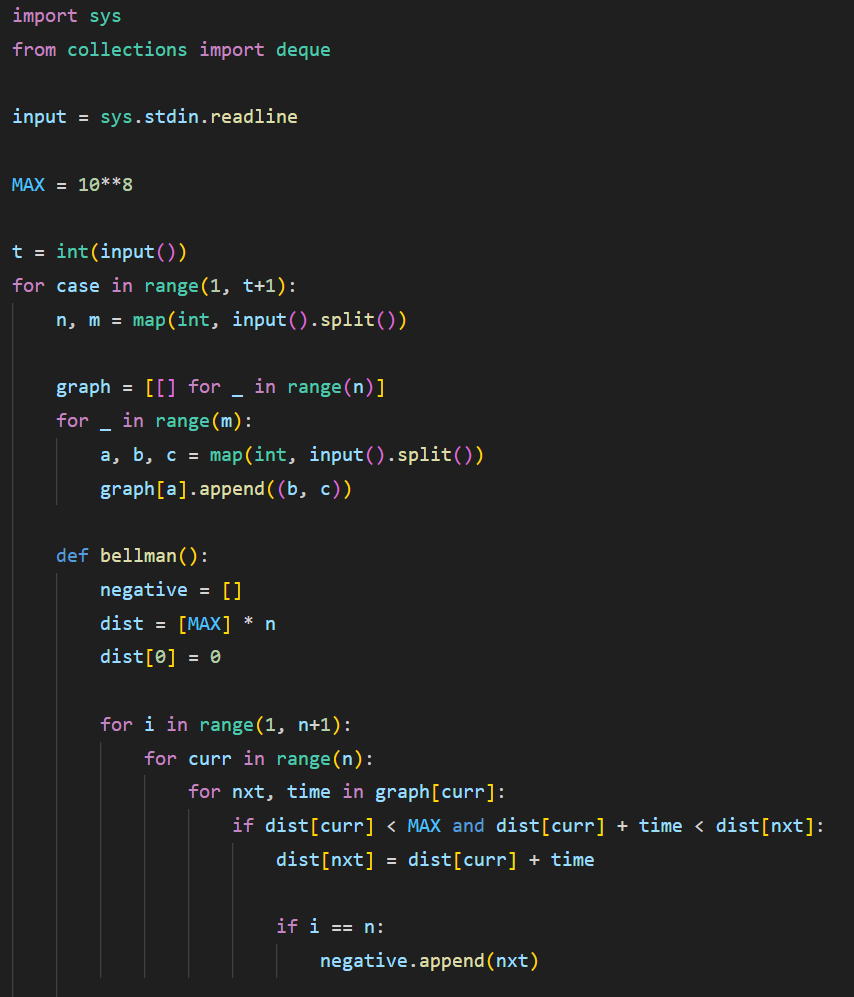 import sys
from collections import deque

input = sys.stdin.readline

MAX = 10**8

t = int(input())
for case in range(1, t+1):
    n, m = map(int, input().split())

    graph = [[] for _ in range(n)]
    for _ in range(m):
        a, b, c = map(int, input().split())
        graph[a].append((b, c))

    def bellman():
        negative = []
        dist = [MAX] * n
        dist[0] = 0

        for i in range(1, n+1):
            for curr in range(n):
                for nxt, time in graph[curr]:
                    if dist[curr] < MAX and dist[curr] + time < dist[nxt]:
                        dist[nxt] = dist[curr] + time

                        if i == n:
                            negative.append(nxt)